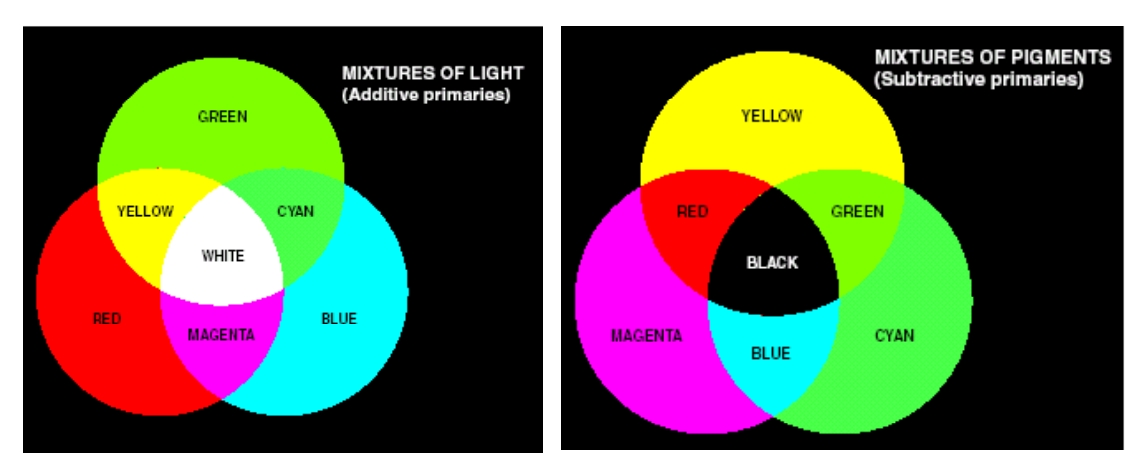 MIXTURES OF LIGHT
(Additive primaries)
GREEN
YELLOW
CYAN
WHITE
RED
MAGENTA
BLUE
MIXTURES OF PIGMENTS
(Subtractive primaries)
YELLOW
RED
GREEN
BLACK
MAGENTA
BLUE
CYAN